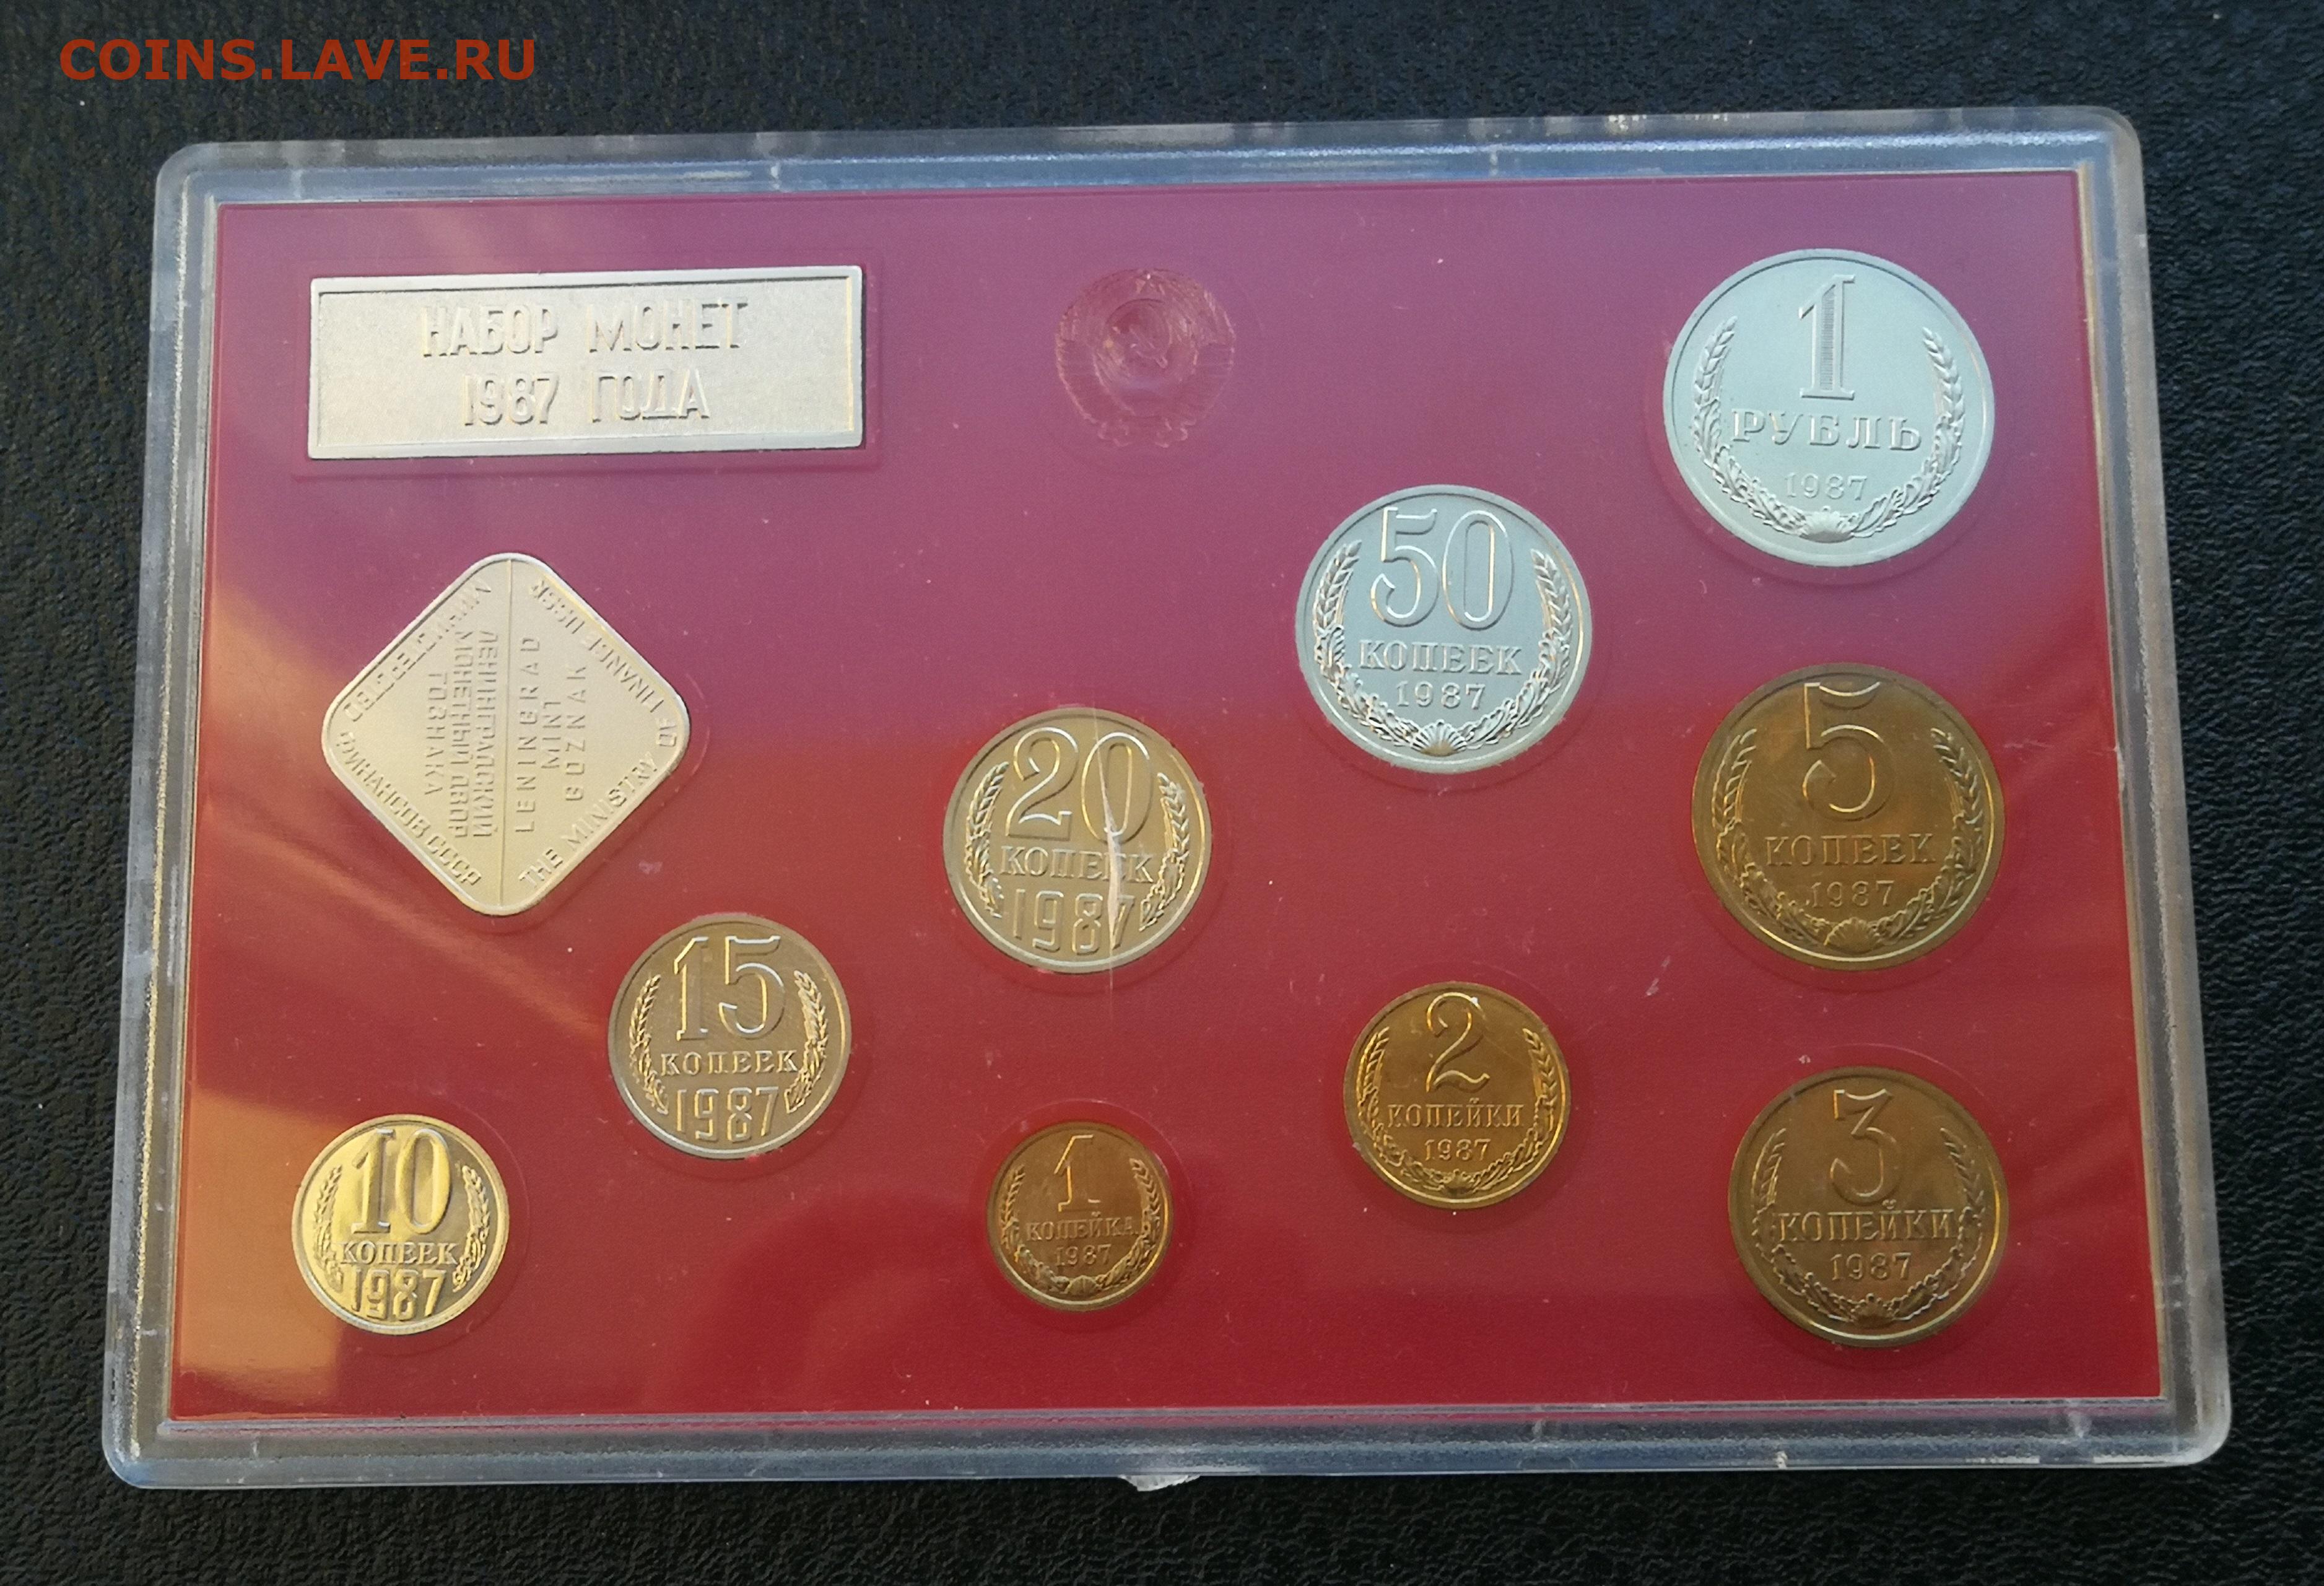 COINS.LAVE.RU
НАБОР МОНЕТ
1987 ГОДА
1
РУБЛЬ
1987
50
КОПЕЕК
1987
МИНИСТЕРСТВО
ФИНАНСОВ СССР
ЛЕНИНГРАДСКИЙ
МОНЕТНЫЙ ДВОР
ГОЗНАКА
LENINGRAD
MINT
GOZNAK
THE MINISTRY OF FINANCE USSR
20
КОПЕЕК
1987
5
КОПЕЕК
1987
15
КОПЕЕК
1987
2
КОПЕЙКИ
1987
10
КОПЕЕК
1987
1
КОПЕЙКА
1987
3
КОПЕЙКИ
1987